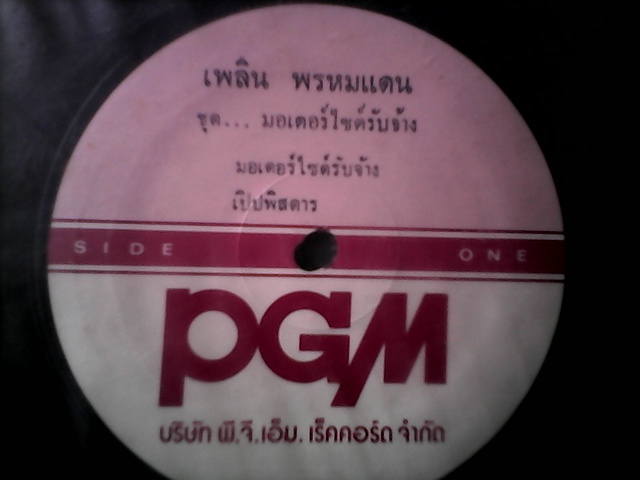 เพลิน พรหมแดน
ชุด... มอเตอร์ไซด์รับจ้าง
มอเตอร์ไซด์รับจ้าง
เปิปพิสดาร
SIDE ONE
PGM
บริษัท พี.จี.เอ็ม. เร็คคอร์ด จำกัด